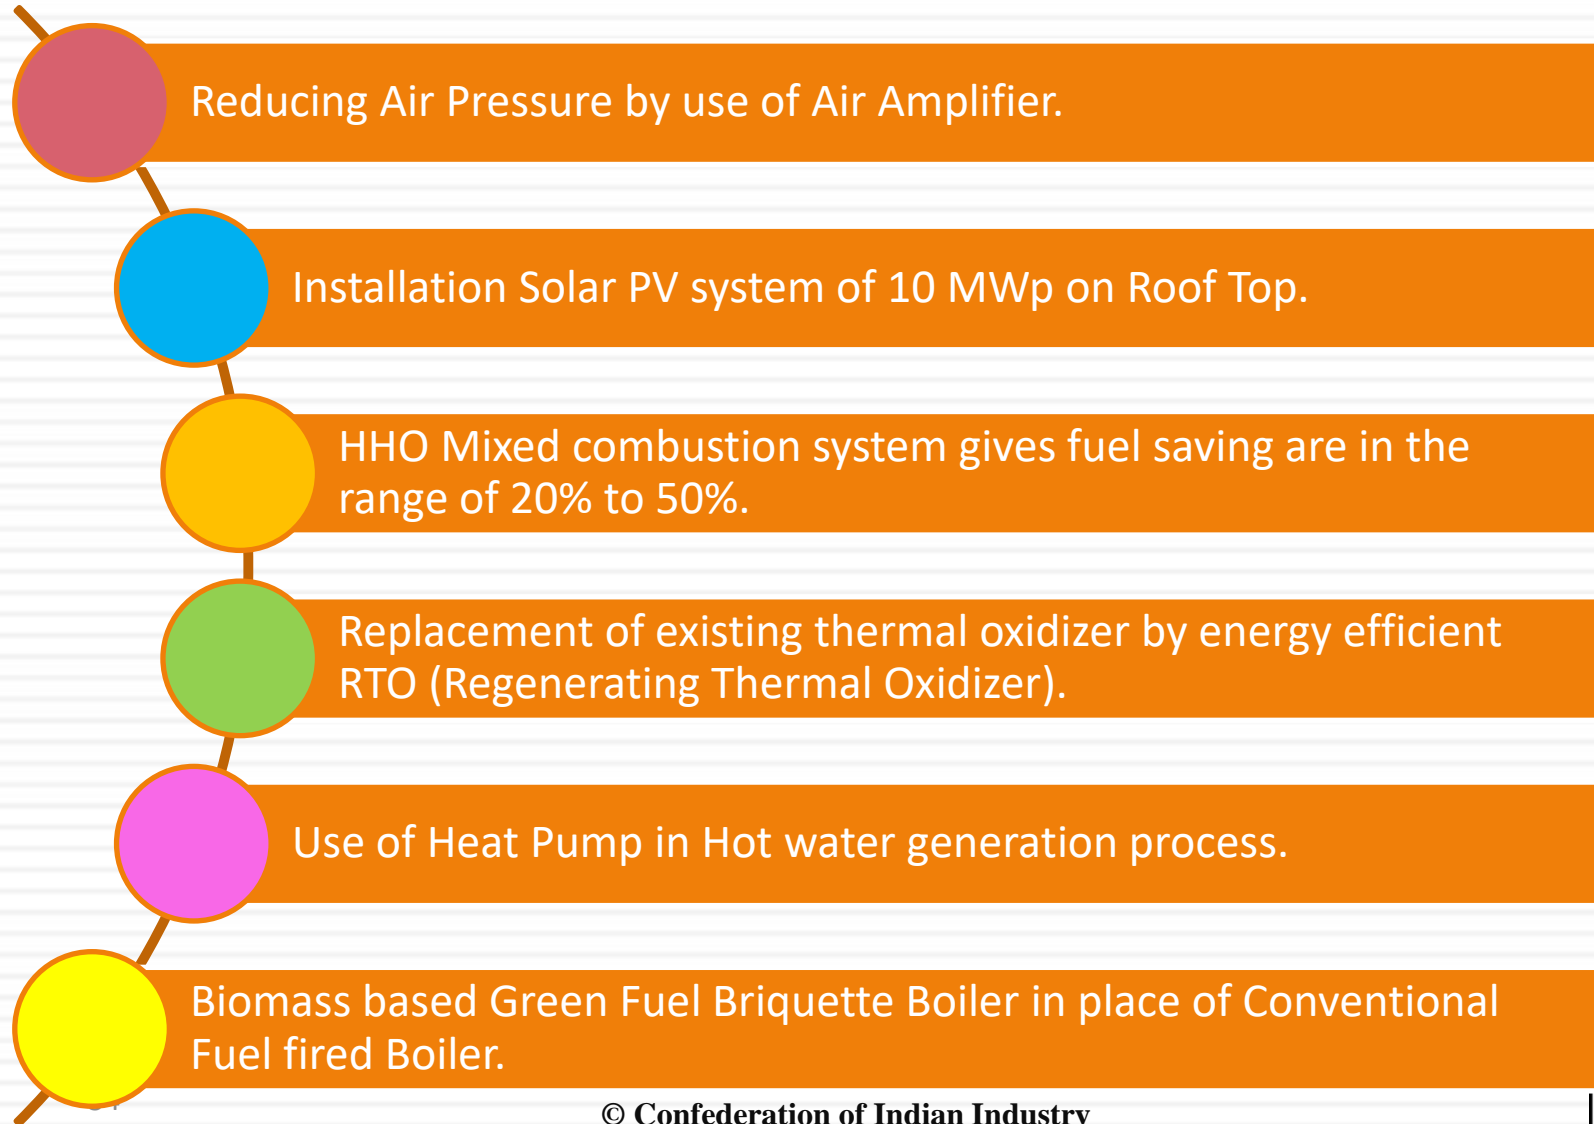 Reducing Air Pressure by use of Air Amplifier.
Installation Solar PV system of 10 MWp on Roof Top.
HHO Mixed combustion system gives fuel saving are in the
range of 20% to 50%.
Replacement of existing thermal oxidizer by energy efficient
RTO (Regenerating Thermal Oxidizer).
Use of Heat Pump in Hot water generation process.
Biomass based Green Fuel Briquette Boiler in place of Conventional
Fuel fired Boiler.
© Confederation of Indian Industry